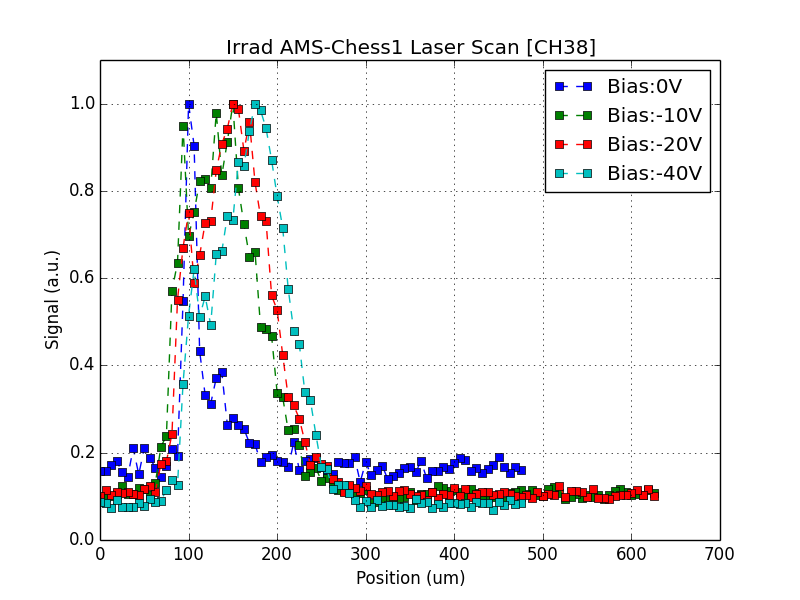 Irrad AMS-Chess1 Laser Scan [CH38]
1.0
0.8
0.6
0.4
0.2
0.0
Signal (a.u.)
Bias:0V
Bias:-10V
Bias:-20V
Bias:-40V
0 100 200 300 400 500 600 700
Position (um)